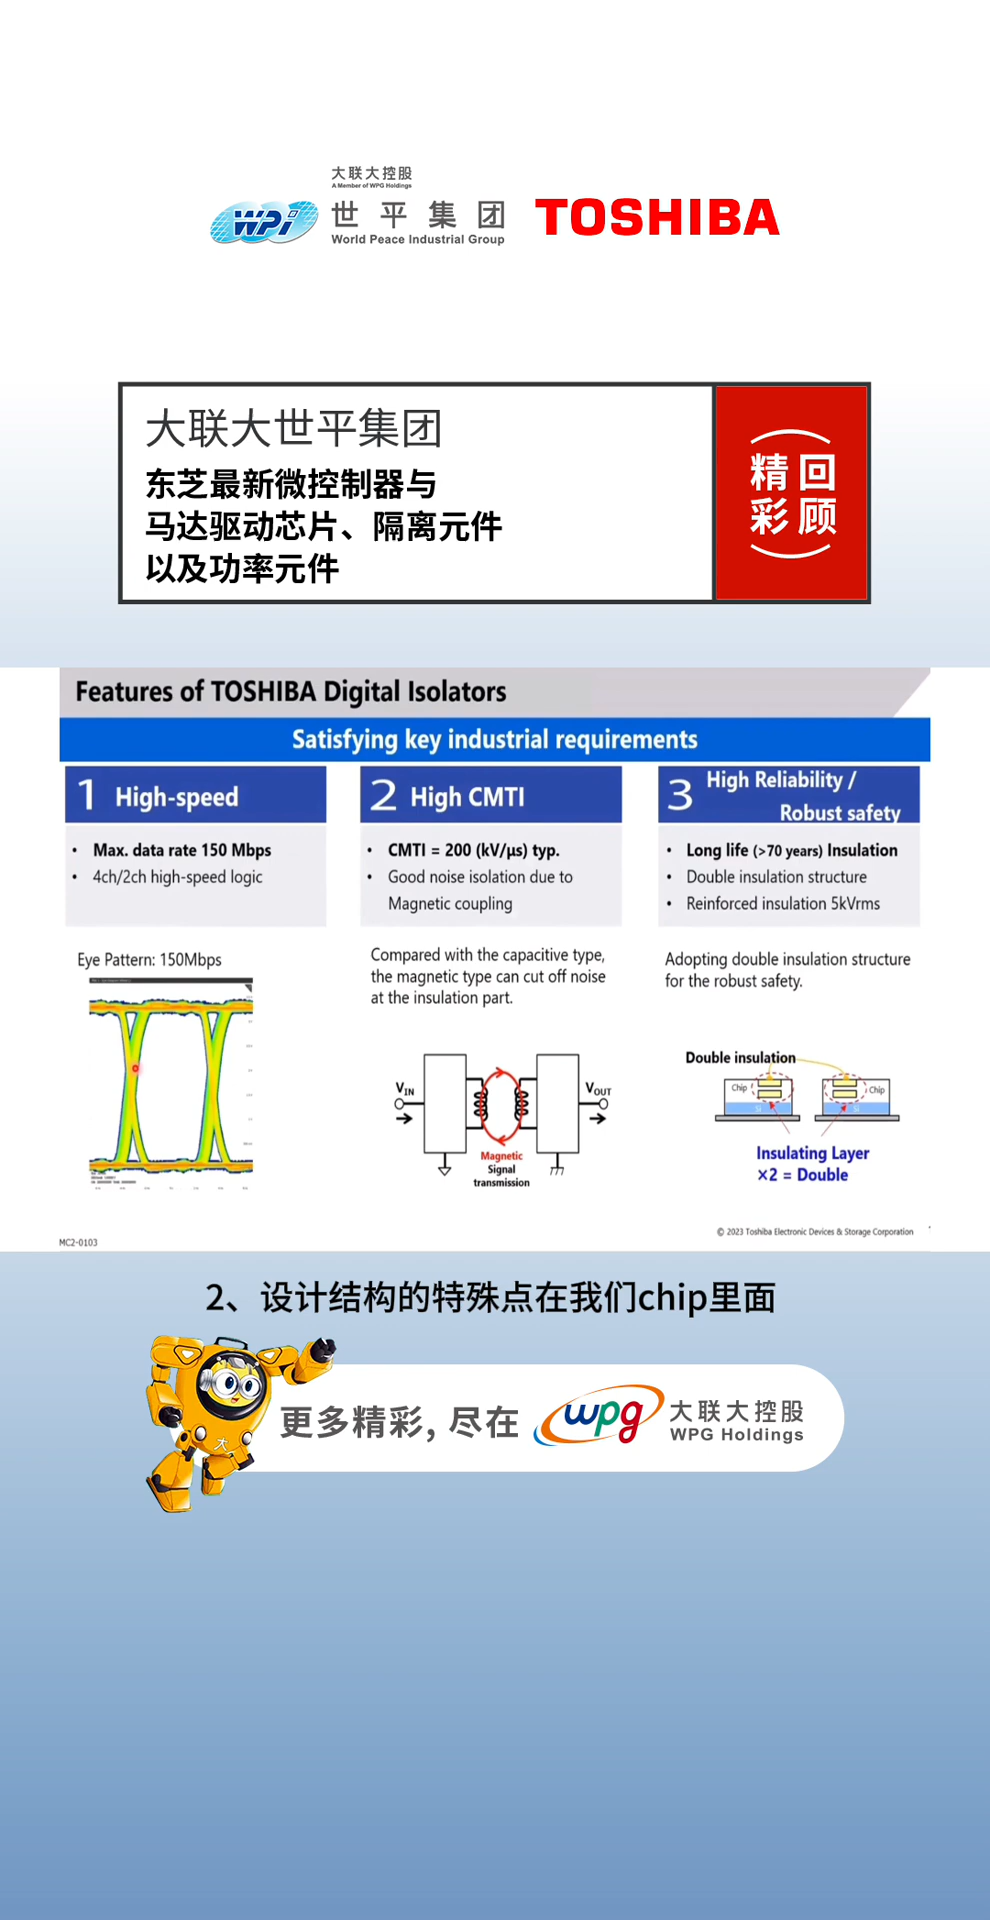 大联大控股
A Member of WPG Holdings
WPi
世平集团
World Peace Industrial Group
TOSHIBA
大联大世平集团
东芝最新微控制器与
马达驱动芯片、隔离元件
以及功率元件
精彩
回顾
Features of TOSHIBA Digital Isolators
Satisfying key industrial requirements
1 High-speed
• Max. data rate 150 Mbps
• 4ch/2ch high-speed logic
Eye Pattern: 150Mbps
2 High CMTI
• CMTI = 200 (kV/µs) typ.
• Good noise isolation due to
Magnetic coupling
Compared with the capacitive type,
the magnetic type can cut off noise
at the insulation part.
VIN
VOUT
Magnetic
Signal
transmission
3 High Reliability /
Robust safety
• Long life (>70 years) Insulation
• Double insulation structure
• Reinforced insulation 5kVrms
Adopting double insulation structure
for the robust safety.
Double insulation
Chip
Chip
Si
Si
Insulating Layer
×2 = Double
© 2023 Toshiba Electronic Devices & Storage Corporation
MC2-0103
2、设计结构的特殊点在我们chip里面
大
更多精彩, 尽在
wpg
大联大控股
WPG Holdings